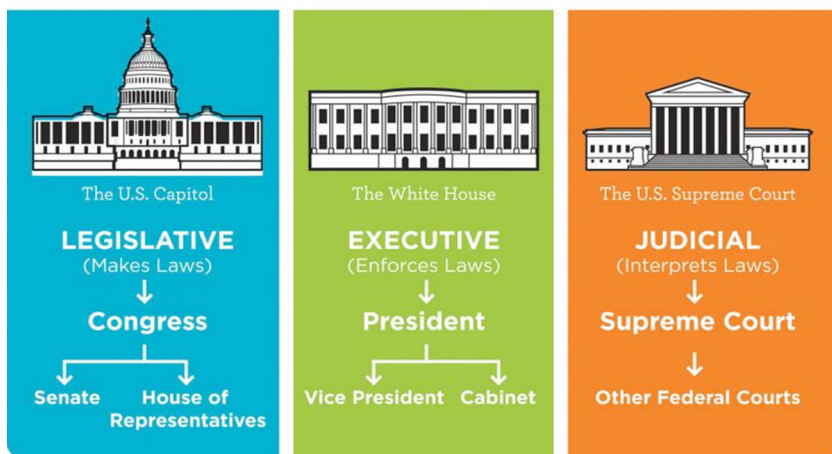 The U.S. Capitol
LEGISLATIVE
(Makes Laws)
Congress
Senate
House of
Representatives
The White House
EXECUTIVE
(Enforces Laws)
President
Vice President
Cabinet
The U.S. Supreme Court
JUDICIAL
(Interprets Laws)
Supreme Court
Other Federal Courts